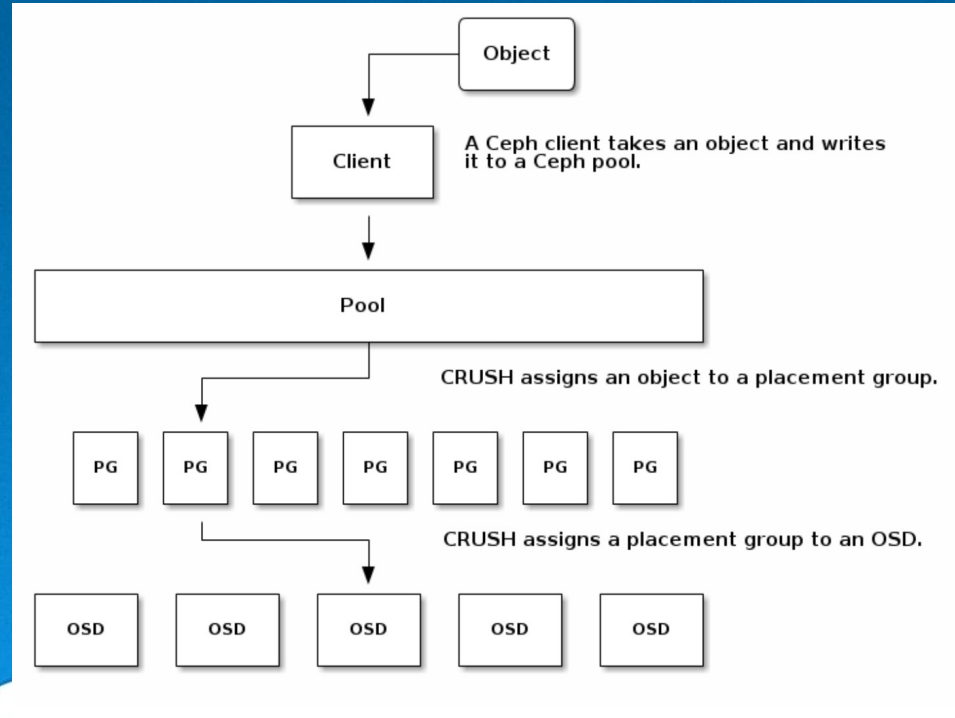 Object
Client
A Ceph client takes an object and writes
it to a Ceph pool.
Pool
CRUSH assigns an object to a placement group.
PG PG PG PG PG PG PG
CRUSH assigns a placement group to an OSD.
OSD OSD OSD OSD OSD